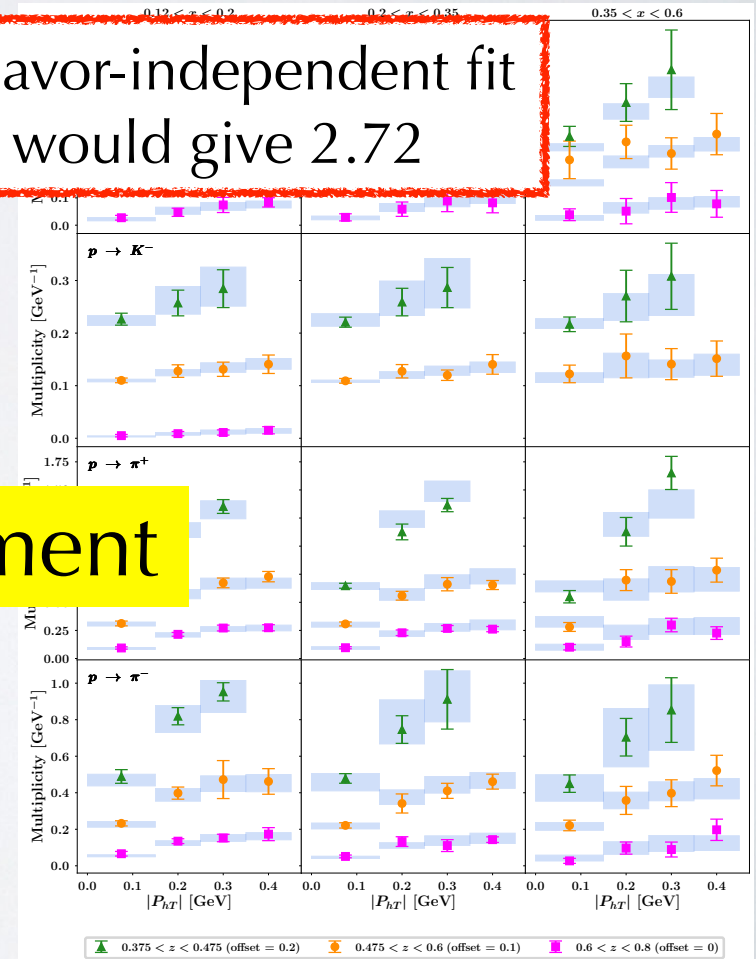 0.12 < x < 0.2 0.2 < x < 0.35 0.35 < x < 0.6
avor-independent fit
would give 2.72
0.1
0.0
p → K⁻
Multiplicity [GeV⁻¹]
0.3
0.2
0.1
0.0
p → π⁺
1.75
ment
0.25
0.00
p → π⁻
Multiplicity [GeV⁻¹]
1.0
0.8
0.6
0.4
0.2
0.0
0.0 0.1 0.2 0.3 0.4 0.0 0.1 0.2 0.3 0.4 0.0 0.1 0.2 0.3 0.4
|P_hT| [GeV] |P_hT| [GeV] |P_hT| [GeV]
0.375 < z < 0.475 (offset = 0.2) 0.475 < z < 0.6 (offset = 0.1) 0.6 < z < 0.8 (offset = 0)